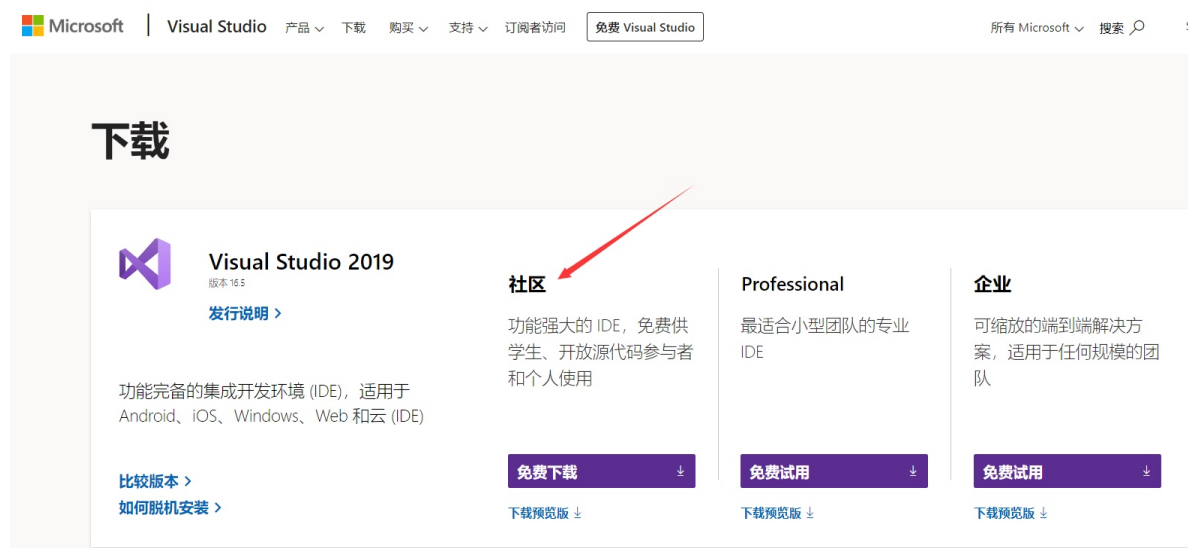 Microsoft Visual Studio 产品 下载 购买 支持 订阅者访问 免费 Visual Studio 所有 Microsoft 搜索
下载
Visual Studio 2019
版本 16.5
发行说明
功能完备的集成开发环境 (IDE)，适用于
Android、iOS、Windows、Web 和云 (IDE)
比较版本
如何脱机安装
社区
功能强大的 IDE，免费供
学生、开放源代码参与者
和个人使用
免费下载
下载预览版
Professional
最适合小型团队的专业
IDE
免费试用
下载预览版
企业
可缩放的端到端解决方
案，适用于任何规模的团
队
免费试用
下载预览版